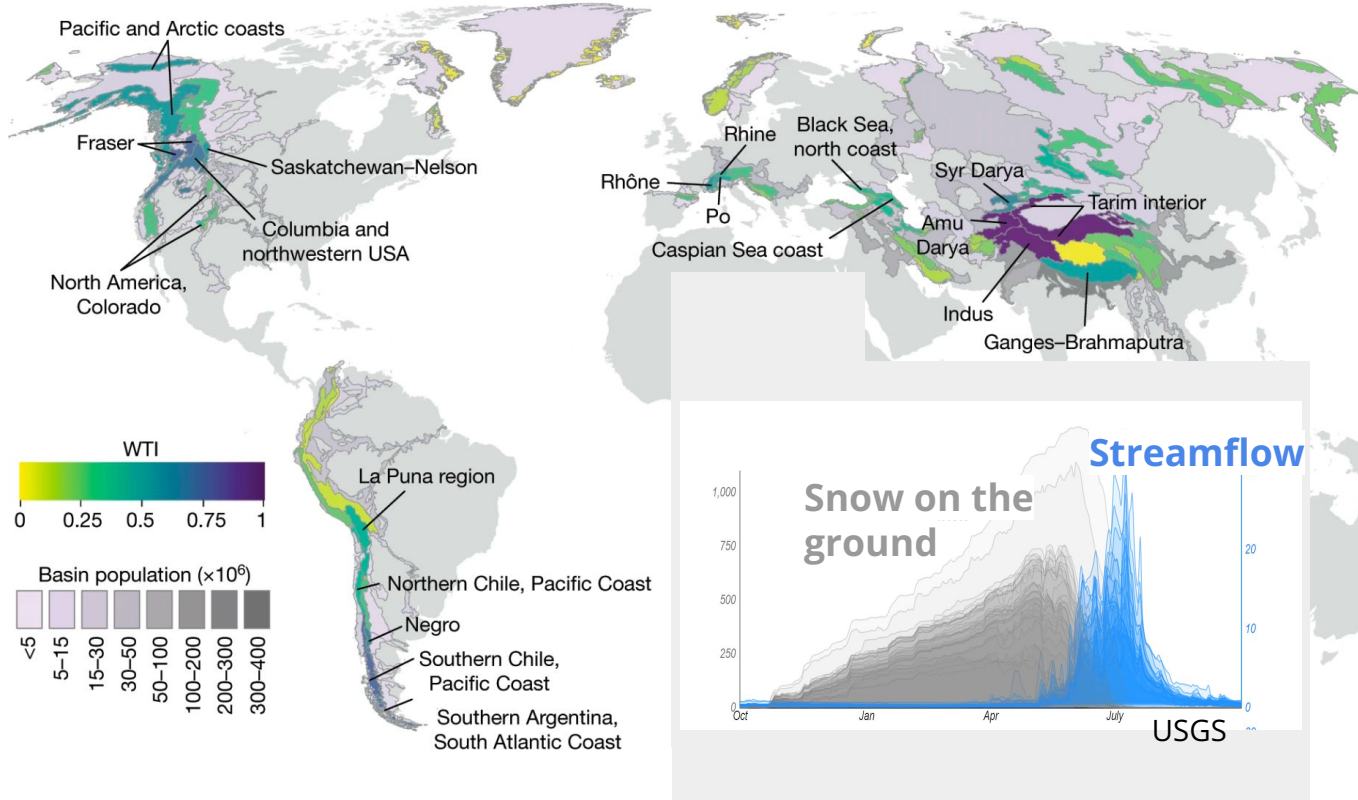 Pacific and Arctic coasts
Fraser
Saskatchewan–Nelson
Columbia and
northwestern USA
North America,
Colorado
Rhine
Black Sea,
north coast
Rhône
Po
Caspian Sea coast
Syr Darya
Amu
Darya
Tarim interior
Indus
Ganges–Brahmaputra
La Puna region
Northern Chile, Pacific Coast
Negro
Southern Chile,
Pacific Coast
Southern Argentina,
South Atlantic Coast
WTI
0 0.25 0.5 0.75 1
Basin population (×10⁶)
<5 5–15 15–30 30–50 50–100 100–200 200–300 300–400
Streamflow
Snow on the
ground
1,000
750
500
250
0
20
10
0
Oct Jan Apr July
USGS